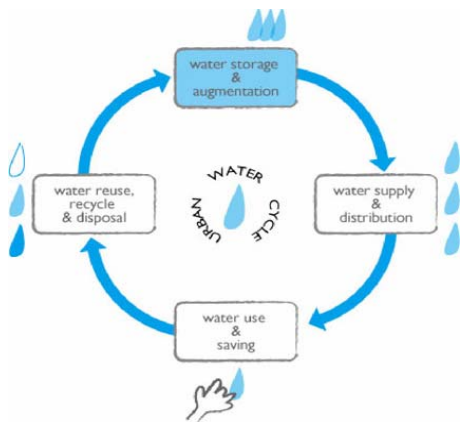 water storage
&
augmentation
water reuse,
recycle
& disposal
URBAN WATER CYCLE
water supply
&
distribution
water use
&
saving